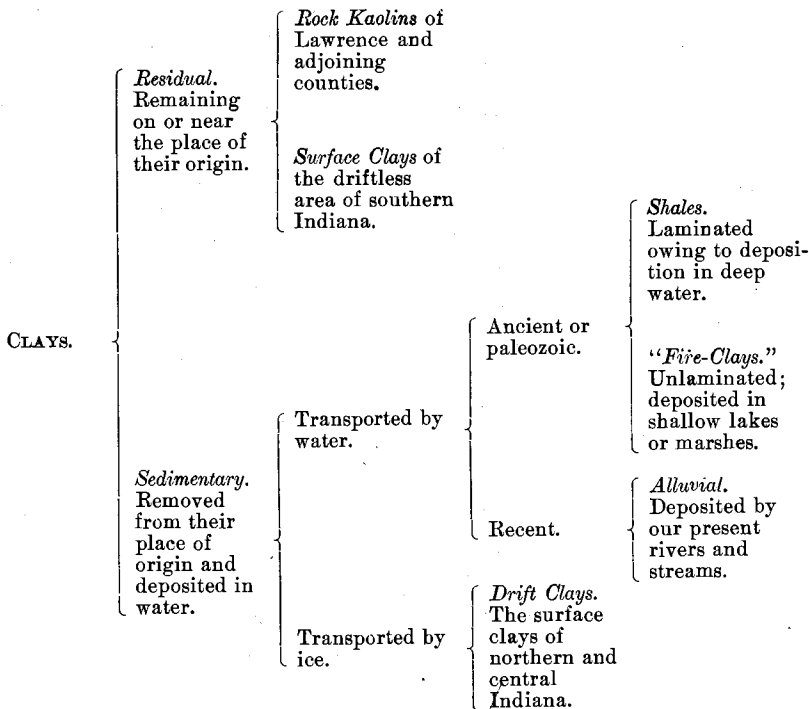 CLAYS.
Residual.
Remaining
on or near
the place of
their origin.
Rock Kaolins of
Lawrence and
adjoining
counties.
Surface Clays of
the driftless
area of southern
Indiana.
Sedimentary.
Removed
from their
place of
origin and
deposited in
water.
Transported by
water.
Ancient or
paleozoic.
Shales.
Laminated
owing to deposi-
tion in deep
water.
"Fire-Clays."
Unlaminated;
deposited in
shallow lakes
or marshes.
Recent.
Alluvial.
Deposited by
our present
rivers and
streams.
Transported by
ice.
Drift Clays.
The surface
clays of
northern and
central
Indiana.